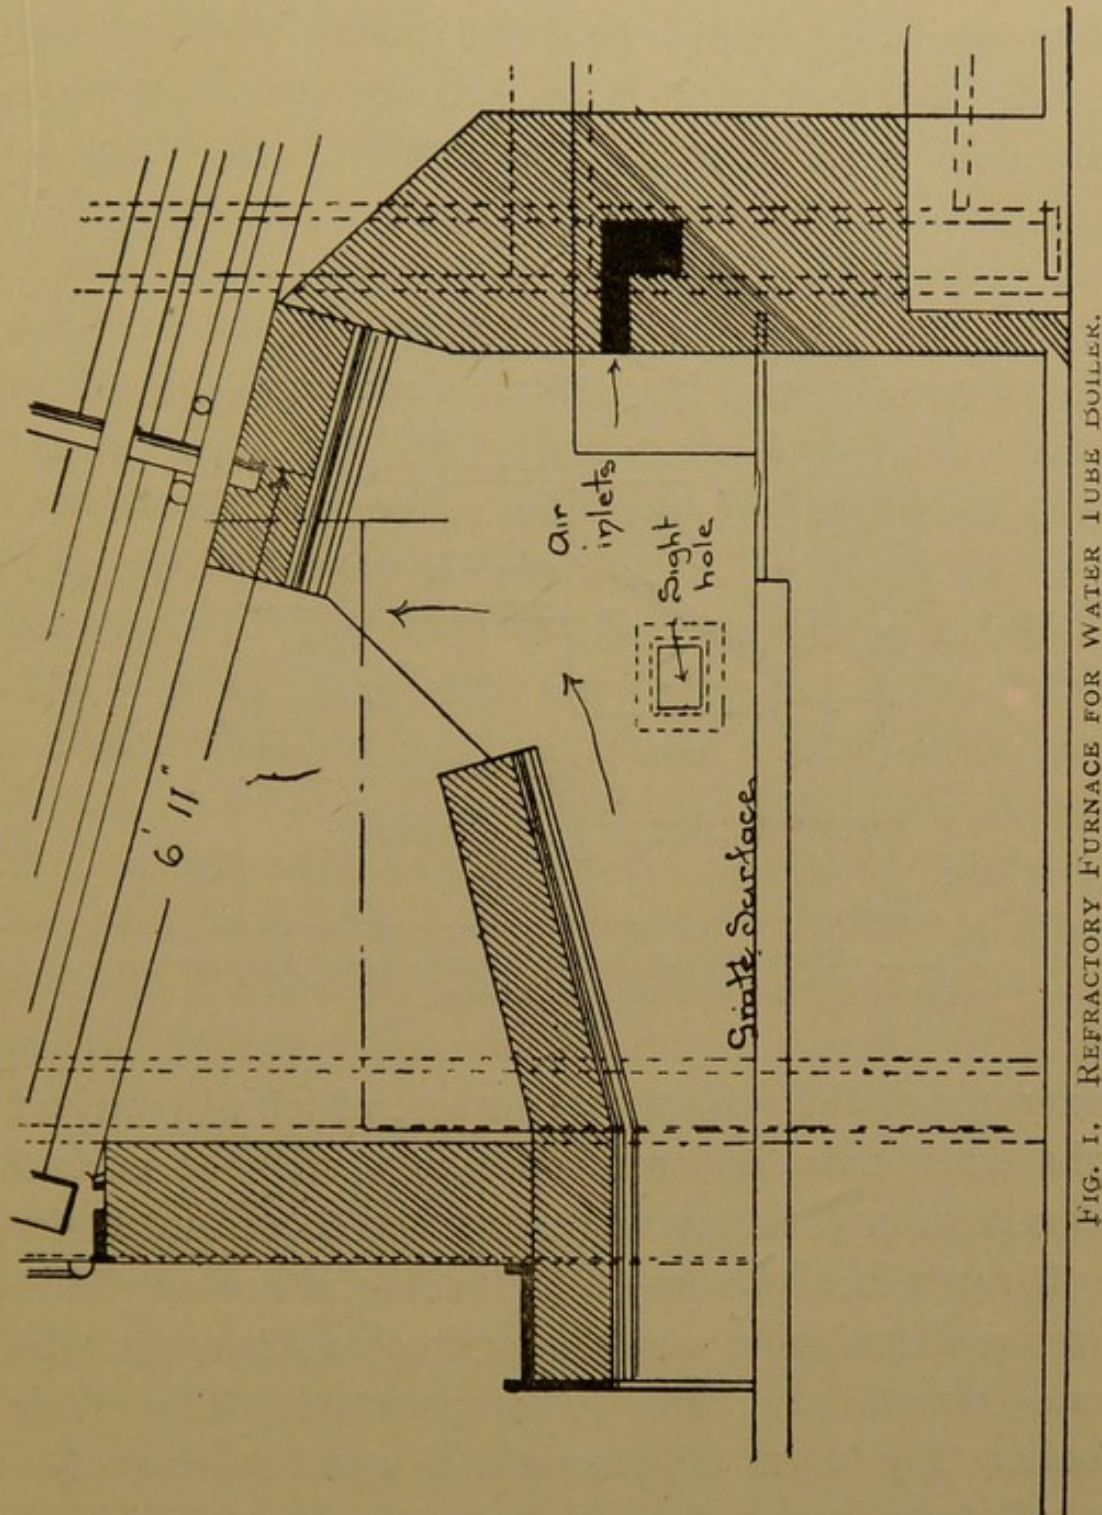 6' 11"
air
inlets
Sight
hole
Grate Surface
FIG. 1. REFRACTORY FURNACE FOR WATER TUBE BOILER.